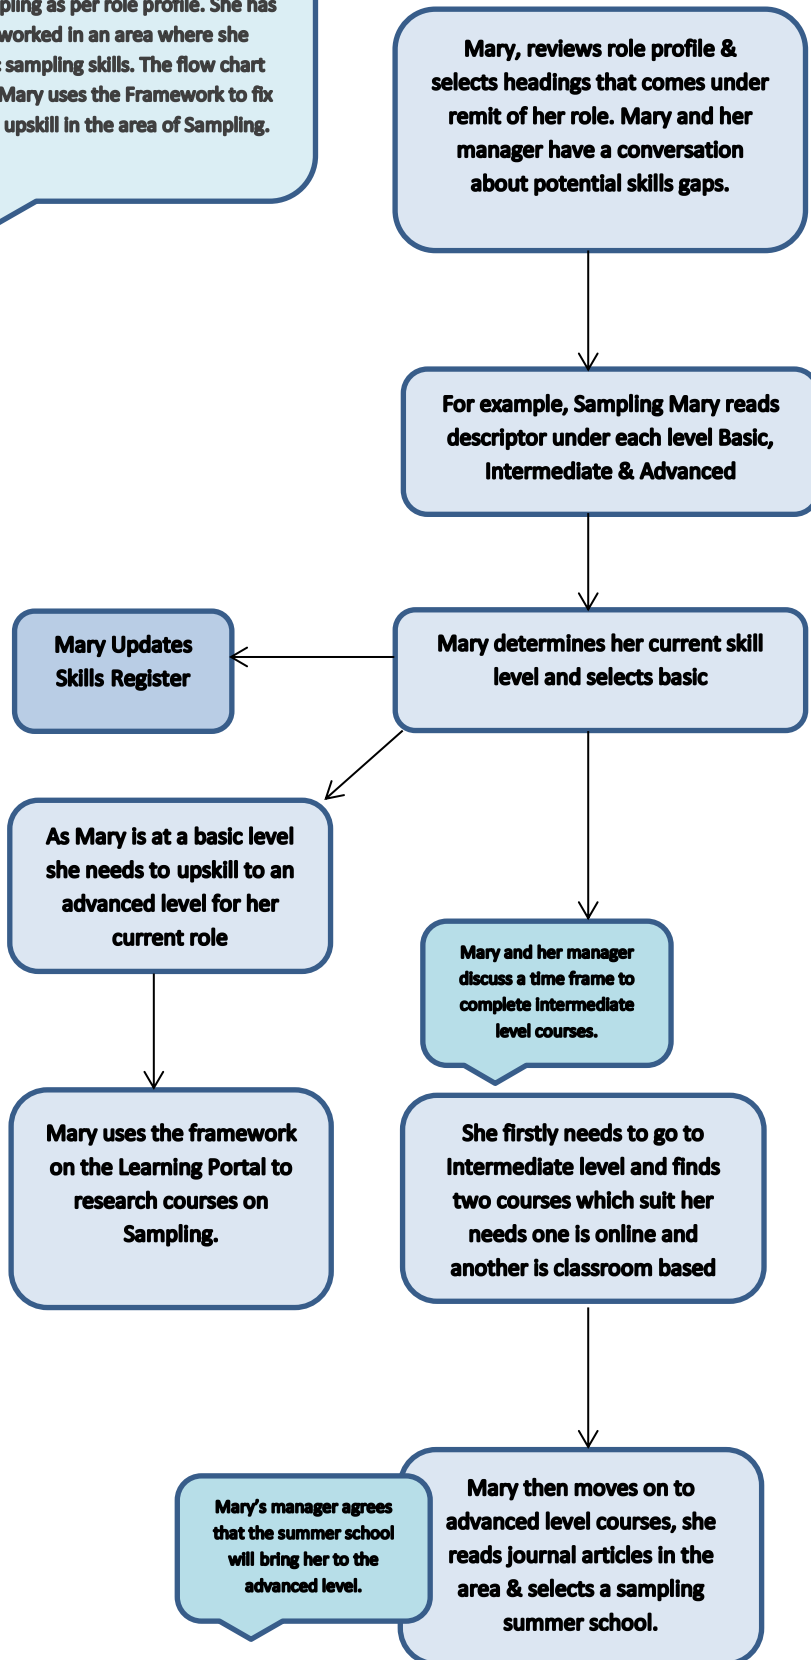 as per role profile. She has
worked in an area where she
sampling skills. The flow chart
Mary uses the Framework to fix
upskill in the area of Sampling.
Mary, reviews role profile &
selects headings that comes under
remit of her role. Mary and her
manager have a conversation
about potential skills gaps.
For example, Sampling Mary reads
descriptor under each level Basic,
Intermediate & Advanced
Mary determines her current skill
level and selects basic
Mary Updates
Skills Register
As Mary is at a basic level
she needs to upskill to an
advanced level for her
current role
Mary and her manager
discuss a time frame to
complete intermediate
level courses.
Mary uses the framework
on the Learning Portal to
research courses on
Sampling.
She firstly needs to go to
Intermediate level and finds
two courses which suit her
needs one is online and
another is classroom based
Mary's manager agrees
that the summer school
will bring her to the
advanced level.
Mary then moves on to
advanced level courses, she
reads journal articles in the
area & selects a sampling
summer school.